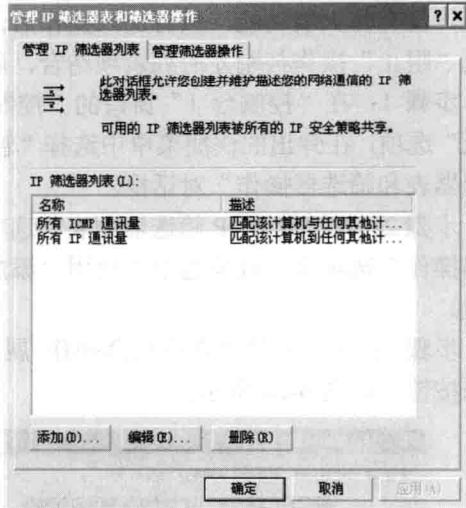 管理 IP 筛选器表和筛选器操作
管理 IP 筛选器列表 管理筛选器操作
此对话框允许您创建并维护描述您的网络通信的 IP 筛
选器列表。
可用的 IP 筛选器列表被所有的 IP 安全策略共享。
IP 筛选器列表(L):
名称 描述
所有 ICMP 通讯量 匹配该计算机与任何其他计...
所有 IP 通讯量 匹配该计算机到任何其他计...
添加(D)... 编辑(E)... 删除(R)
确定 取消 应用(A)